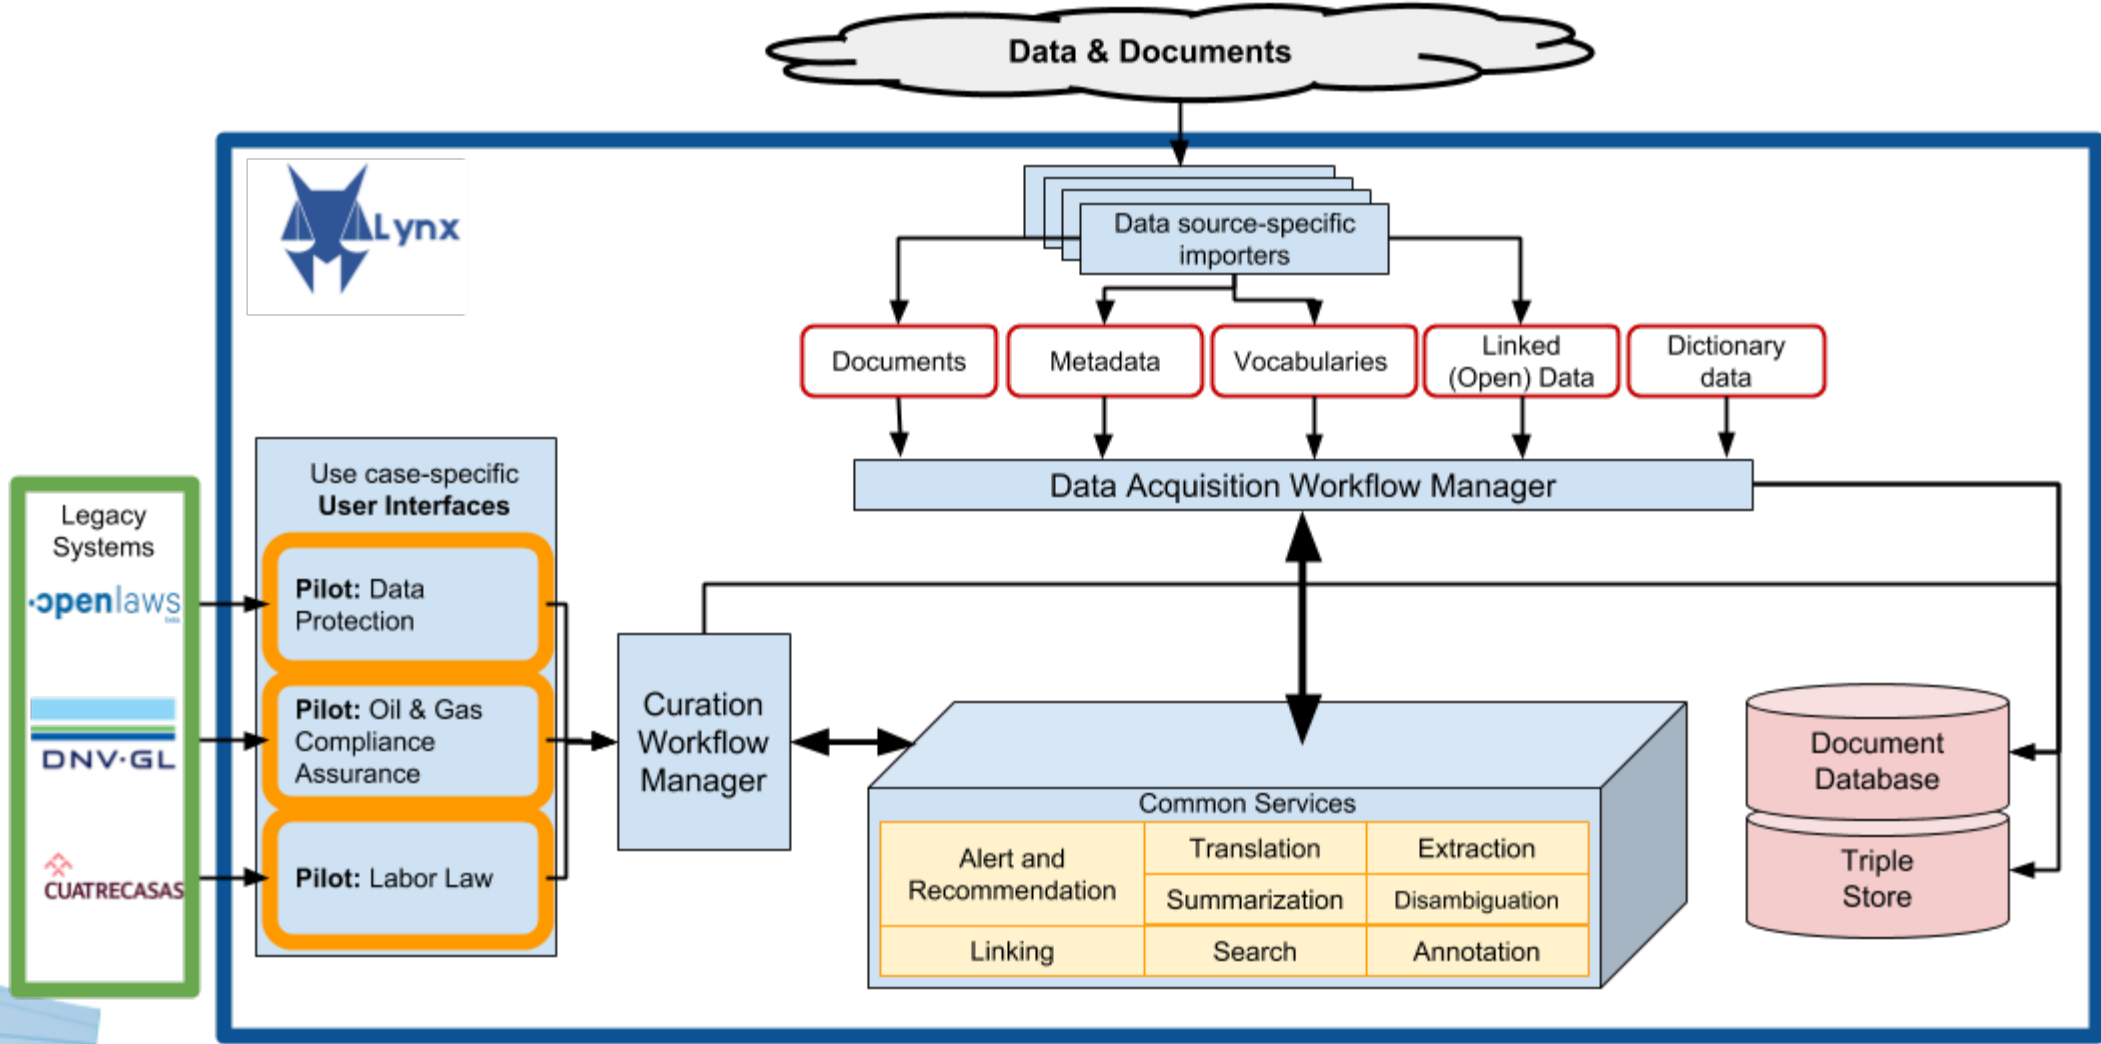 Data & Documents
Lynx
Data source-specific
importers
Documents
Metadata
Vocabularies
Linked
(Open) Data
Dictionary
data
Data Acquisition Workflow Manager
Use case-specific
User Interfaces
Legacy
Systems
openlaws
beta
Pilot: Data
Protection
DNV·GL
Pilot: Oil & Gas
Compliance
Assurance
CUATRECASAS
Pilot: Labor Law
Curation
Workflow
Manager
Common Services
Alert and
Recommendation
Translation
Extraction
Summarization
Disambiguation
Linking
Search
Annotation
Document
Database
Triple
Store